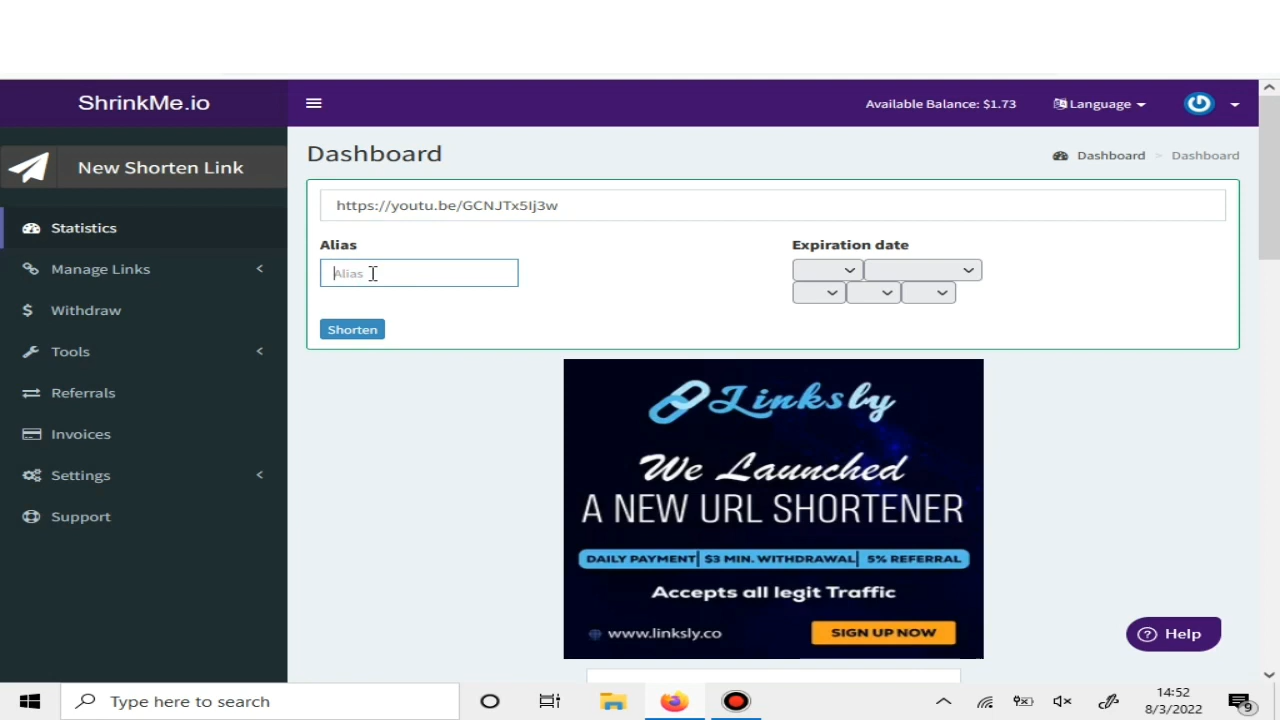 ShrinkMe.io
Available Balance: $1.73
Language
New Shorten Link
Dashboard
Dashboard > Dashboard
https://youtu.be/GCNJTx5Ij3w
Statistics
Alias
Expiration date
Manage Links
Alias
Withdraw
Shorten
Tools
Referrals
Invoices
Settings
Support
Linksly
We Launched
A NEW URL SHORTENER
DAILY PAYMENT| $3 MIN. WITHDRAWAL| 5% REFERRAL
Accepts all legit Traffic
www.linksly.co
SIGN UP NOW
Help
Type here to search
14:52
8/3/2022
9